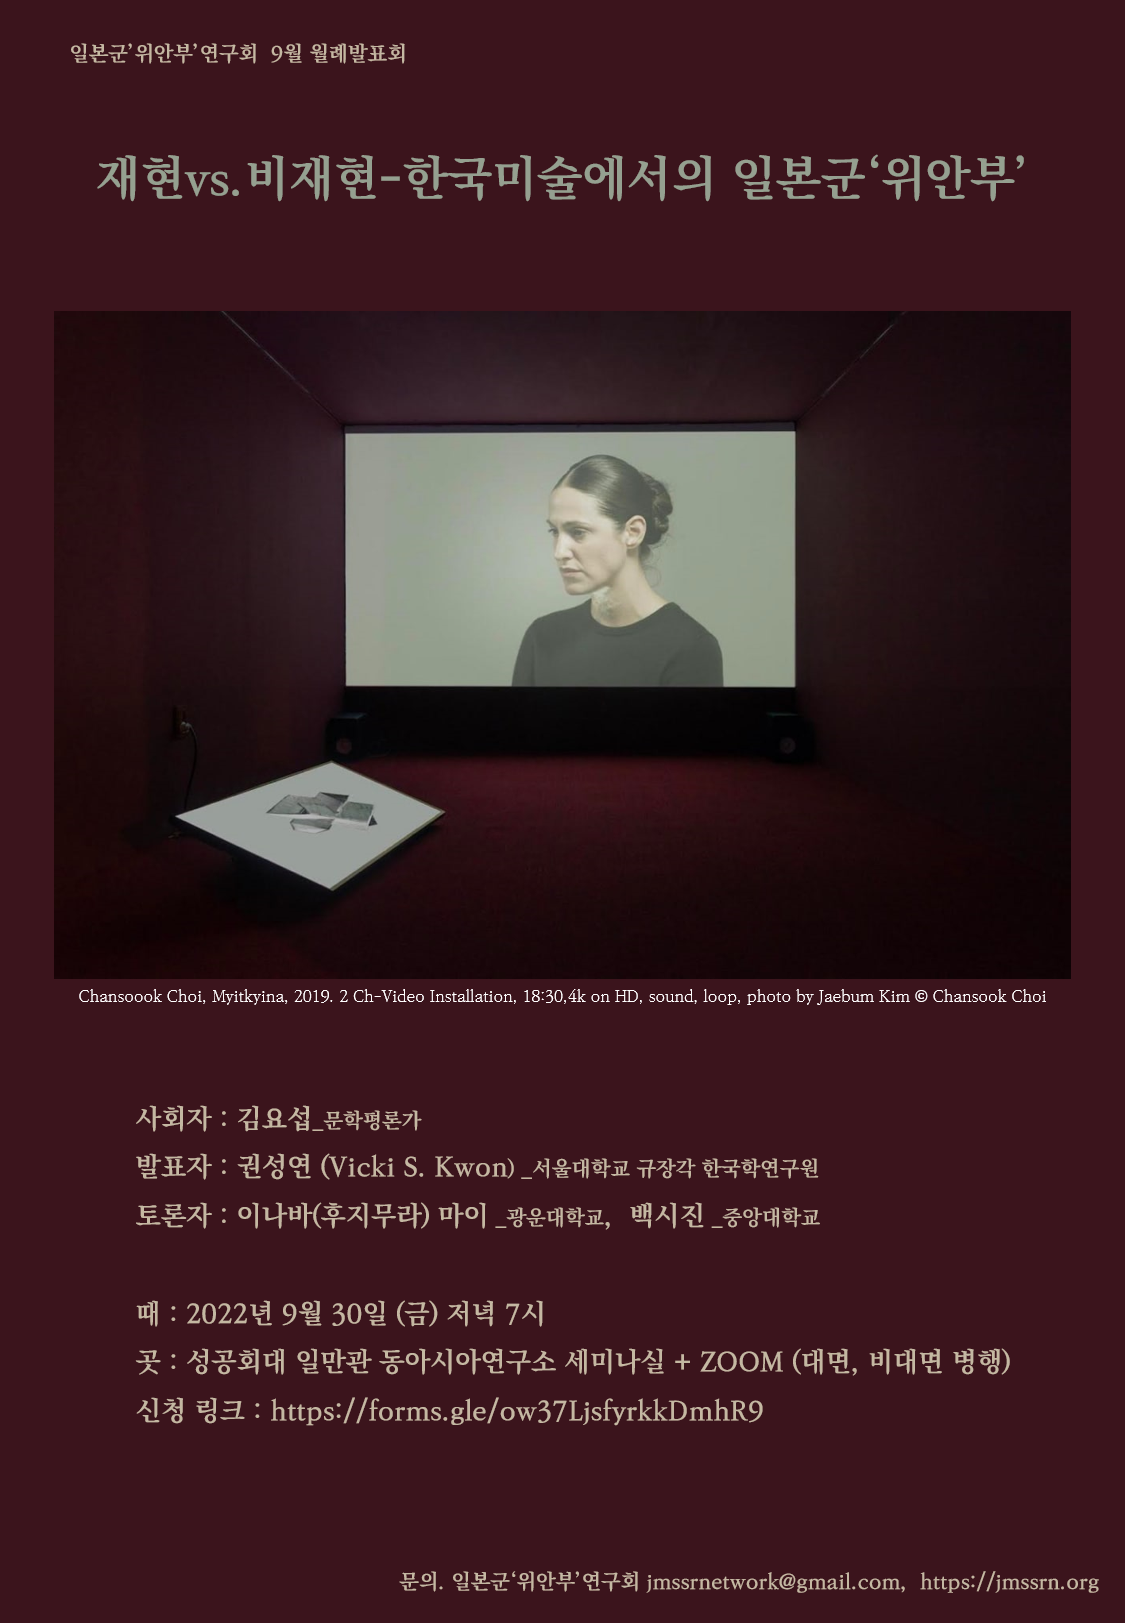 일본군’위안부’연구회 9월 월례발표회
재현vs.비재현-한국미술에서의 일본군‘위안부’
Chansoook Choi, Myitkyina, 2019. 2 Ch-Video Installation, 18:30,4k on HD, sound, loop, photo by Jaebum Kim © Chansook Choi
사회자 : 김요섭_문학평론가
발표자 : 권성연 (Vicki S. Kwon) _서울대학교 규장각 한국학연구원
토론자 : 이나바(후지무라) 마이 _광운대학교, 백시진 _중앙대학교
때 : 2022년 9월 30일 (금) 저녁 7시
곳 : 성공회대 일만관 동아시아연구소 세미나실 + ZOOM (대면, 비대면 병행)
신청 링크 : https://forms.gle/ow37LjsfyrkkDmhR9
문의. 일본군‘위안부’연구회 jmssrnetwork@gmail.com, https://jmssrn.org